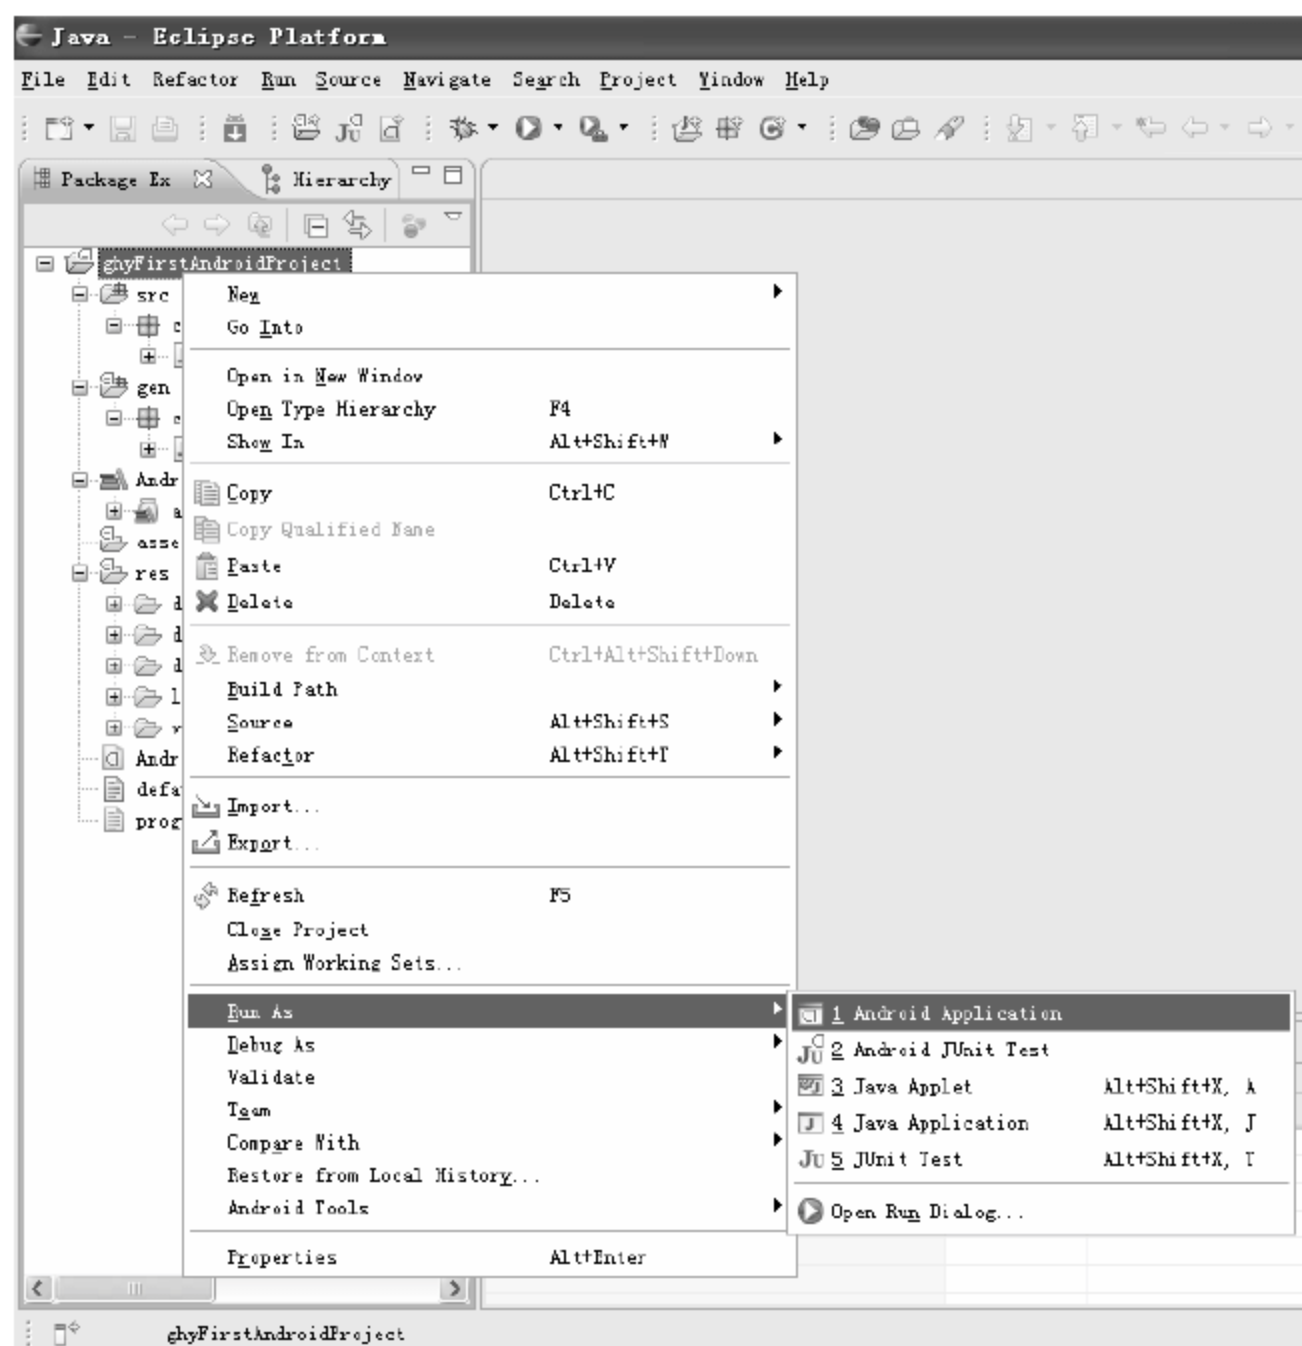 Java - Eclipse Platform
File Edit Refactor Run Source Navigate Search Project Window Help
Package Ex Hierarchy
ghyFirstAndroidProject
src
gen
Andr
asse
res
Andr
defa
prog
New
Go Into
Open in New Window
Open Type Hierarchy F4
Show In Alt+Shift+W
Copy Ctrl+C
Copy Qualified Name
Paste Ctrl+V
Delete Delete
Remove from Context Ctrl+Alt+Shift+Down
Build Path
Source Alt+Shift+S
Refactor Alt+Shift+T
Import...
Export...
Refresh F5
Close Project
Assign Working Sets...
Run As
Debug As
Validate
Team
Compare With
Restore from Local History...
Android Tools
Properties Alt+Enter
1 Android Application
2 Android JUnit Test
3 Java Applet Alt+Shift+X, A
4 Java Application Alt+Shift+X, J
5 JUnit Test Alt+Shift+X, T
Open Run Dialog...
ghyFirstAndroidProject